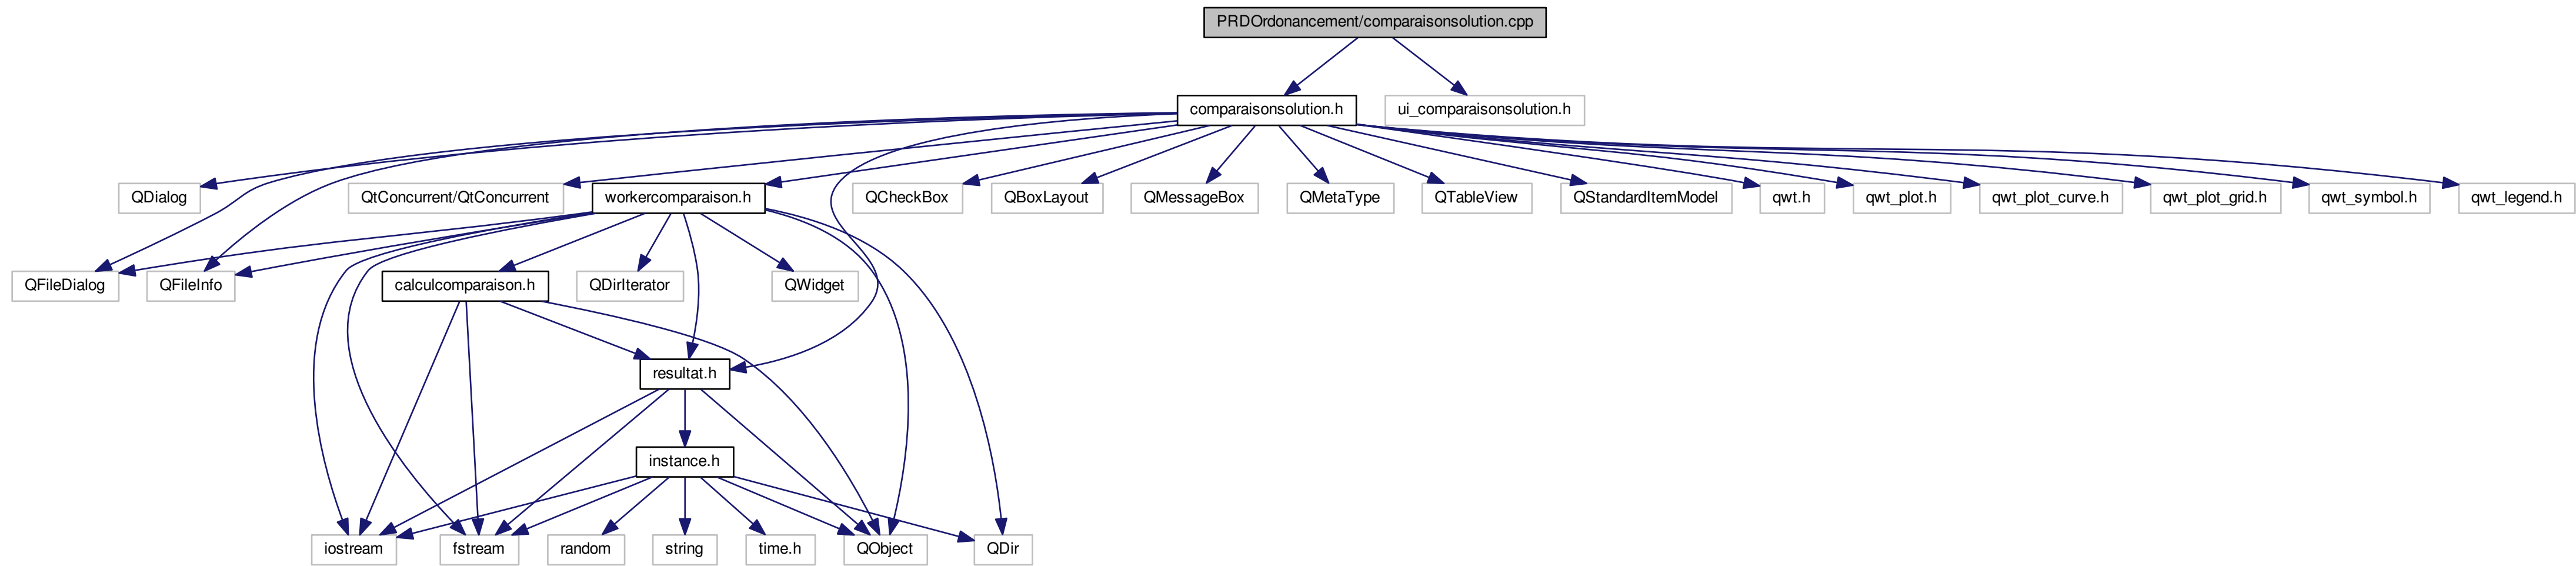 PRDOrdonancement/comparaisonsolution.cpp
comparaisonsolution.h
ui_comparaisonsolution.h
QDialog
QtConcurrent/QtConcurrent
workercomparaison.h
QCheckBox
QBoxLayout
QMessageBox
QMetaType
QTableView
QStandardItemModel
qwt.h
qwt_plot.h
qwt_plot_curve.h
qwt_plot_grid.h
qwt_symbol.h
qwt_legend.h
QFileDialog
QFileInfo
calculcomparaison.h
QDirIterator
QWidget
resultat.h
instance.h
iostream
fstream
random
string
time.h
QObject
QDir